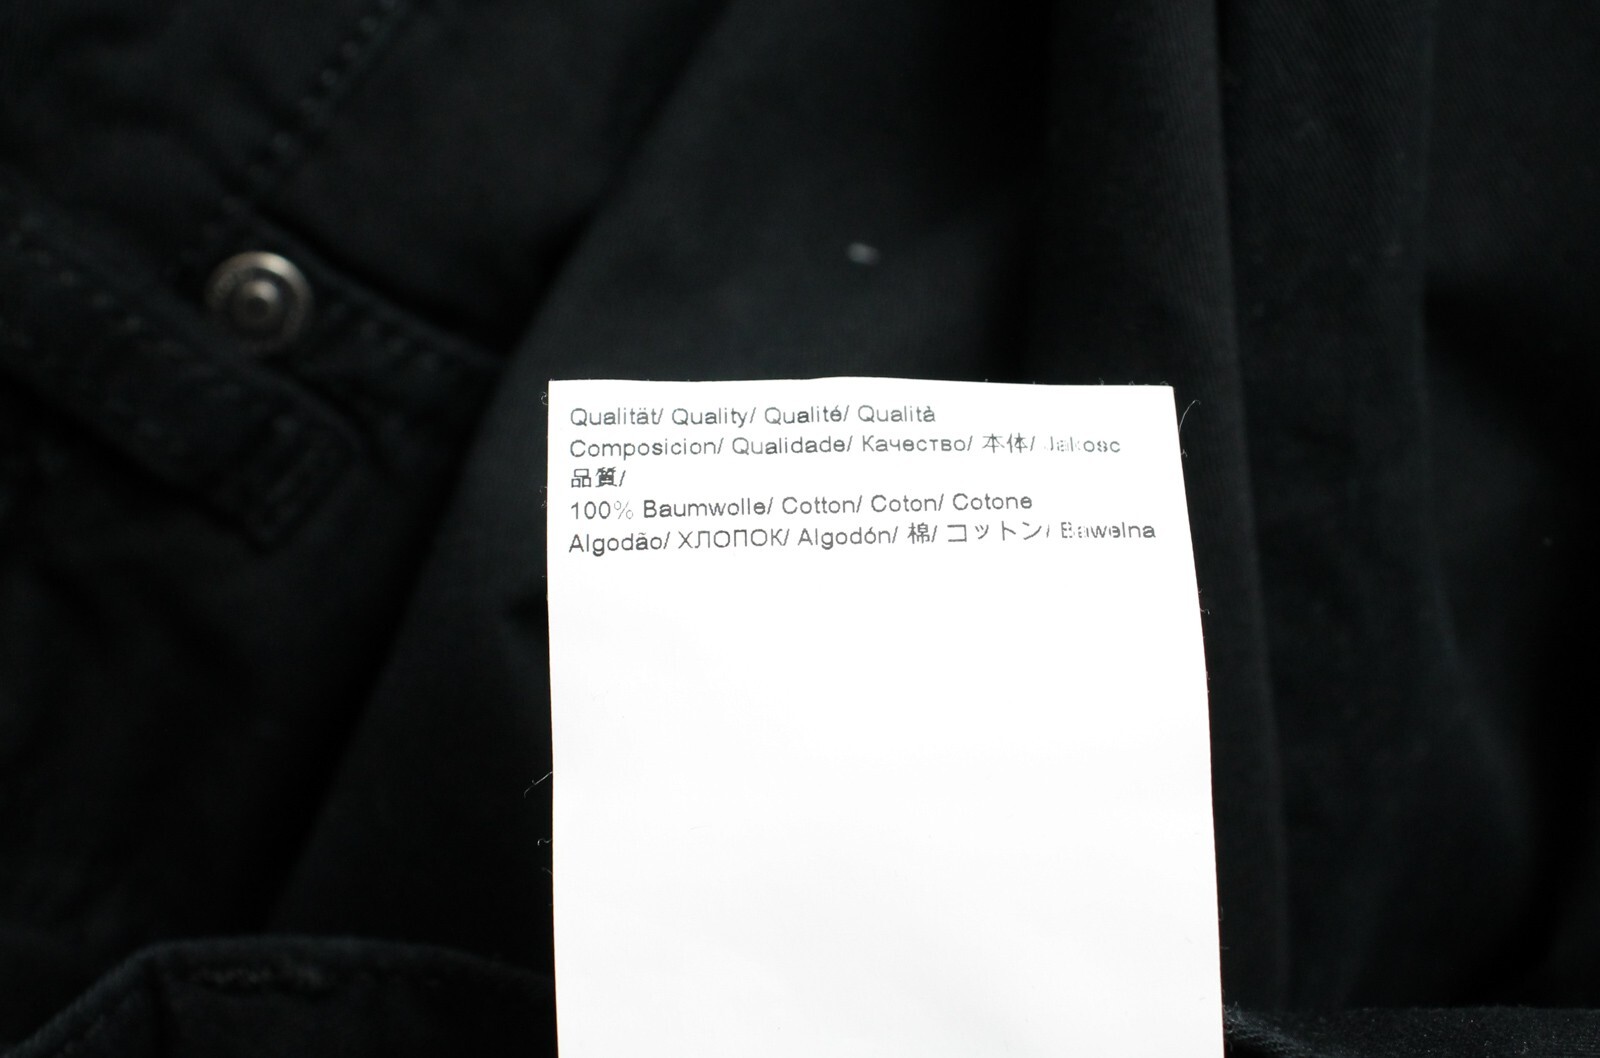 Qualität/ Quality/ Qualité/ Qualità
Composicion/ Qualidade/ Качество/ 本体/ Jakosc
品質/
100% Baumwolle/ Cotton/ Coton/ Cotone
Algodão/ ХЛОПОК/ Algodón/ 棉/ コットン/ Bawelna